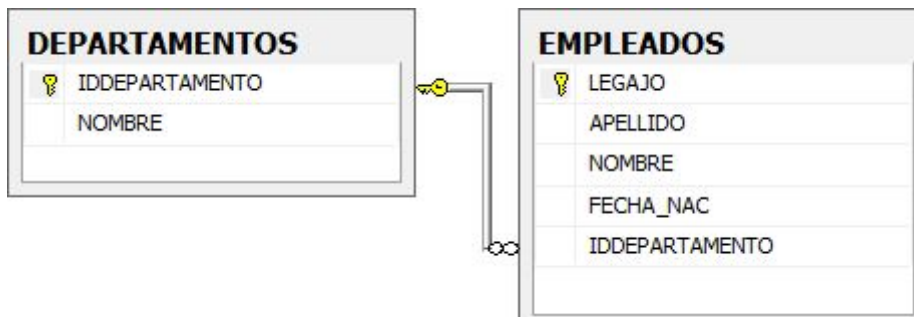 DEPARTAMENTOS
IDDEPARTAMENTO
NOMBRE
EMPLEADOS
LEGAJO
APELLIDO
NOMBRE
FECHA_NAC
IDDEPARTAMENTO